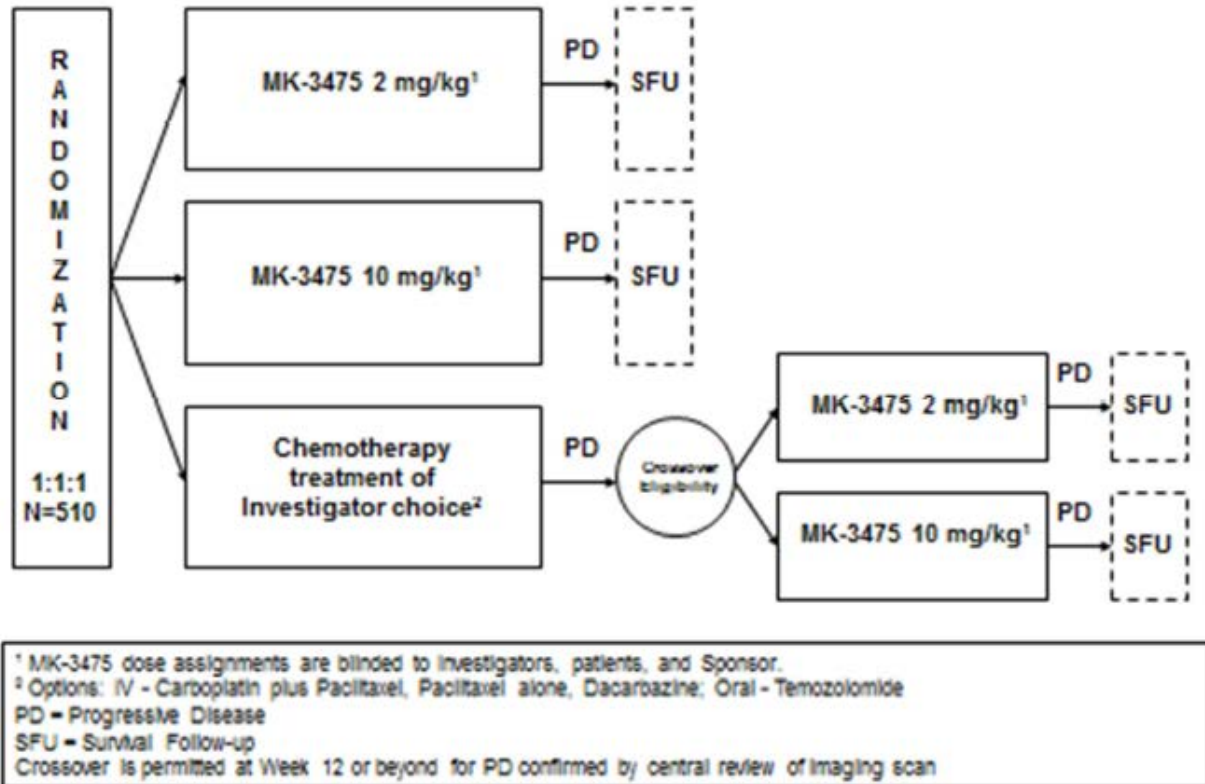 RANDOMIZATION
1:1:1
N=510
MK-3475 2 mg/kg¹
PD
SFU
MK-3475 10 mg/kg¹
PD
SFU
Chemotherapy
treatment of
Investigator choice²
PD
Crossover
Eligibility
MK-3475 2 mg/kg¹
PD
SFU
MK-3475 10 mg/kg¹
PD
SFU
¹ MK-3475 dose assignments are blinded to investigators, patients, and Sponsor.
² Options: IV - Carboplatin plus Paclitaxel, Paclitaxel alone, Dacarbazine; Oral - Temozolomide
PD = Progressive Disease
SFU = Survival Follow-up
Crossover is permitted at Week 12 or beyond for PD confirmed by central review of imaging scan